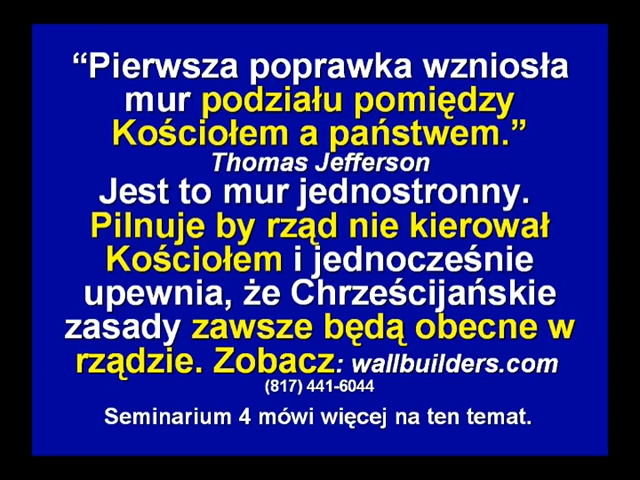 “Pierwsza poprawka wzniosła
mur podziału pomiędzy
Kościołem a państwem.”
Thomas Jefferson
Jest to mur jednostronny.
Pilnuje by rząd nie kierował
Kościołem i jednocześnie
upewnia, że Chrześcijańskie
zasady zawsze będą obecne w
rządzie. Zobacz: wallbuilders.com
(817) 441-6044
Seminarium 4 mówi więcej na ten temat.